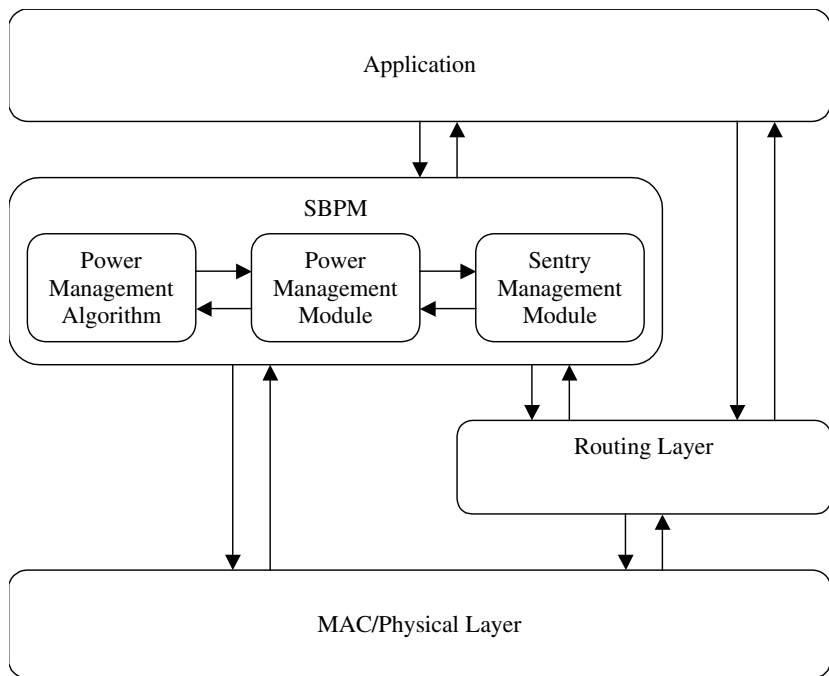 Application
SBPM
Power
Management
Algorithm
Power
Management
Module
Sentry
Management
Module
Routing Layer
MAC/Physical Layer